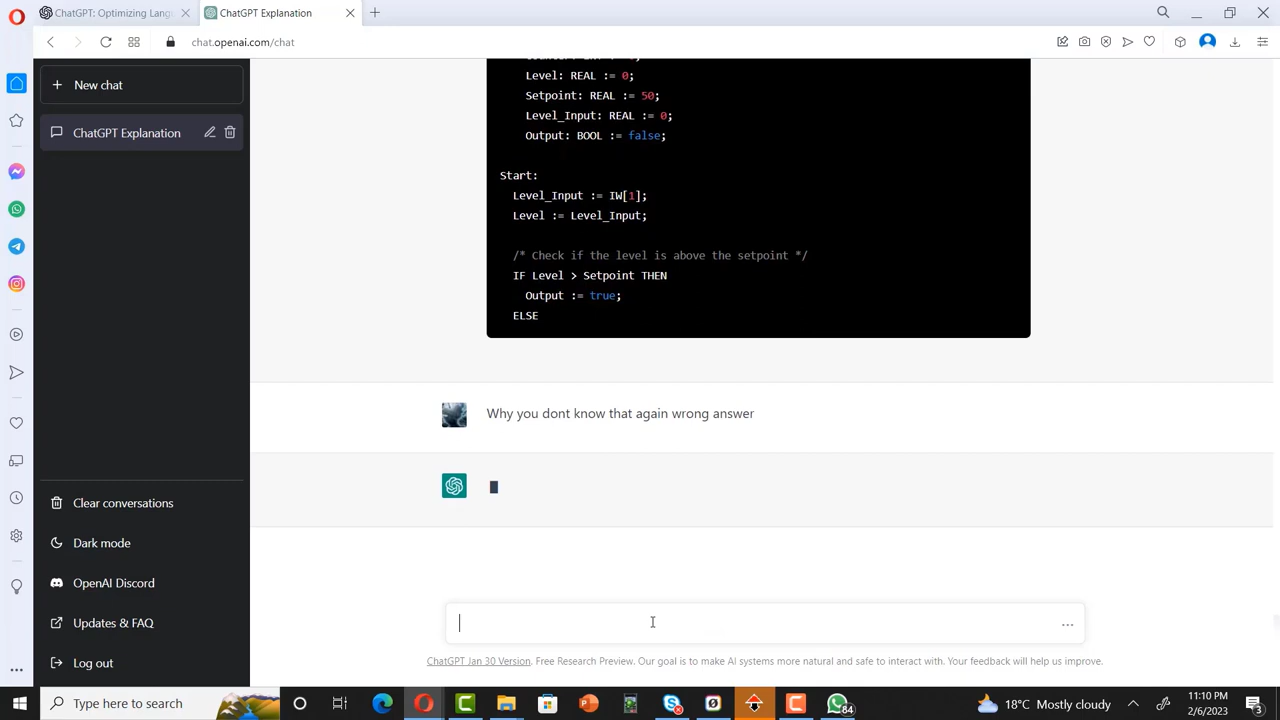 ChatGPT: Optimizing Lang
ChatGPT Explanation
chat.openai.com/chat
New chat
ChatGPT Explanation
Level: REAL := 0;
Setpoint: REAL := 50;
Level_Input: REAL := 0;
Output: BOOL := false;
Start:
Level_Input := IW[1];
Level := Level_Input;
/* Check if the level is above the setpoint */
IF Level > Setpoint THEN
Output := true;
ELSE
Why you dont know that again wrong answer
Clear conversations
Dark mode
OpenAI Discord
Updates & FAQ
Log out
ChatGPT Jan 30 Version. Free Research Preview. Our goal is to make AI systems more natural and safe to interact with. Your feedback will help us improve.
Type here to search
84
18°C Mostly cloudy
11:10 PM
2/6/2023
3